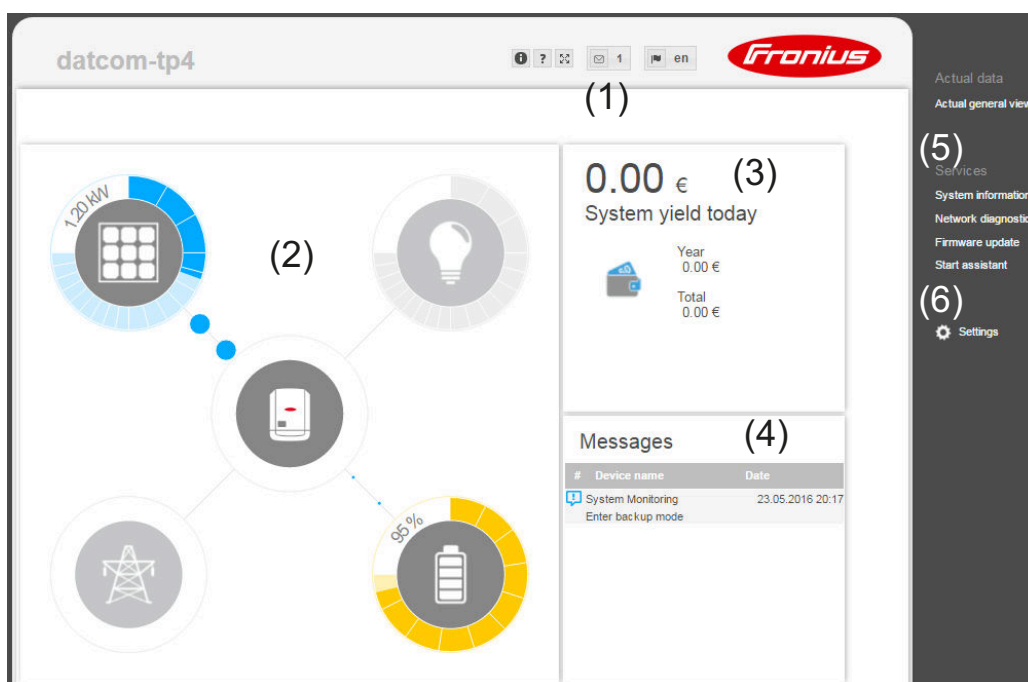 datcom-tp4
i ? 1 en
Fronius
(1)
Actual data
Actual general view
(5)
Services
System information
Network diagnostic
Firmware update
Start assistant
(6)
Settings
1.20 kW
(2)
95 %
0.00 €
(3)
System yield today
Year
0.00 €
Total
0.00 €
Messages
(4)
# Device name Date
System Monitoring 23.05.2016 20:17
Enter backup mode